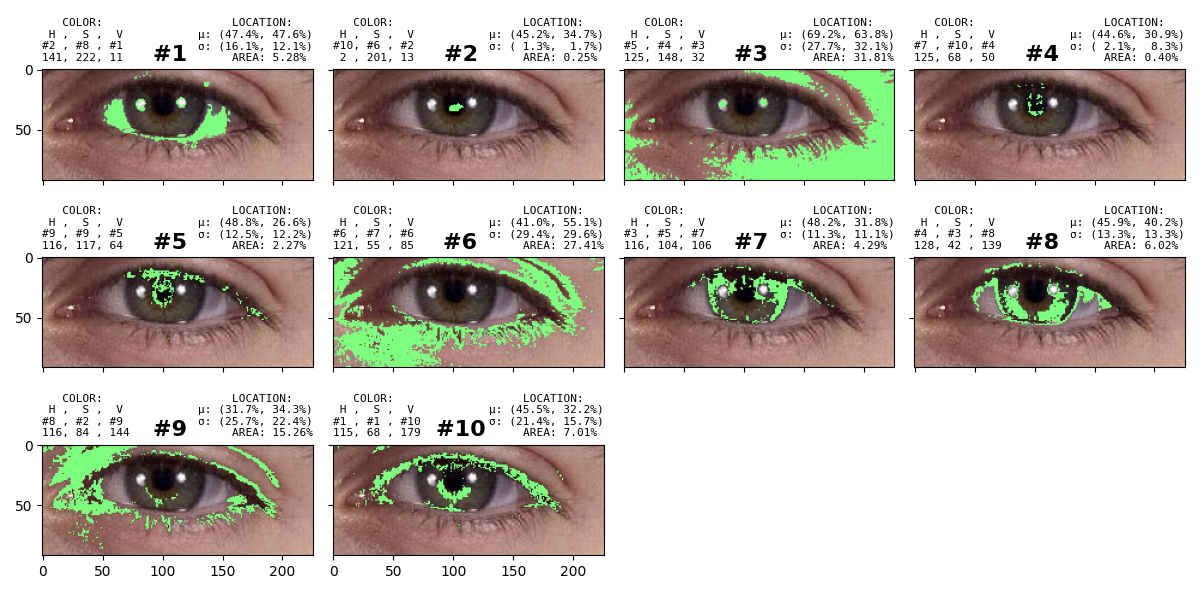 COLOR: LOCATION: COLOR: LOCATION: COLOR: LOCATION: COLOR: LOCATION:
H , S , V μ: (47.4%, 47.6%) H , S , V μ: (45.2%, 34.7%) H , S , V μ: (69.2%, 63.8%) H , S , V μ: (44.6%, 30.9%)
#2 , #8 , #1 #1 σ: (16.1%, 12.1%) #10, #6 , #2 #2 σ: ( 1.3%, 1.7%) #5 , #4 , #3 #3 σ: (27.7%, 32.1%) #7 , #10, #4 #4 σ: ( 2.1%, 8.3%)
141, 222, 11 AREA: 5.28% 2 , 201, 13 AREA: 0.25% 125, 148, 32 AREA: 31.81% 125, 68 , 50 AREA: 0.40%
0
50
COLOR: LOCATION: COLOR: LOCATION: COLOR: LOCATION: COLOR: LOCATION:
H , S , V μ: (48.8%, 26.6%) H , S , V μ: (41.0%, 55.1%) H , S , V μ: (48.2%, 31.8%) H , S , V μ: (45.9%, 40.2%)
#9 , #9 , #5 #5 σ: (12.5%, 12.2%) #6 , #7 , #6 #6 σ: (29.4%, 29.6%) #3 , #5 , #7 #7 σ: (11.3%, 11.1%) #4 , #3 , #8 #8 σ: (13.3%, 13.3%)
116, 117, 64 AREA: 2.27% 121, 55 , 85 AREA: 27.41% 116, 104, 106 AREA: 4.29% 128, 42 , 139 AREA: 6.02%
0
50
COLOR: LOCATION: COLOR: LOCATION:
H , S , V μ: (31.7%, 34.3%) H , S , V μ: (45.5%, 32.2%)
#8 , #2 , #9 #9 σ: (25.7%, 22.4%) #1 , #1 , #10 #10 σ: (21.4%, 15.7%)
116, 84 , 144 AREA: 15.26% 115, 68 , 179 AREA: 7.01%
0
50
0 50 100 150 200 0 50 100 150 200